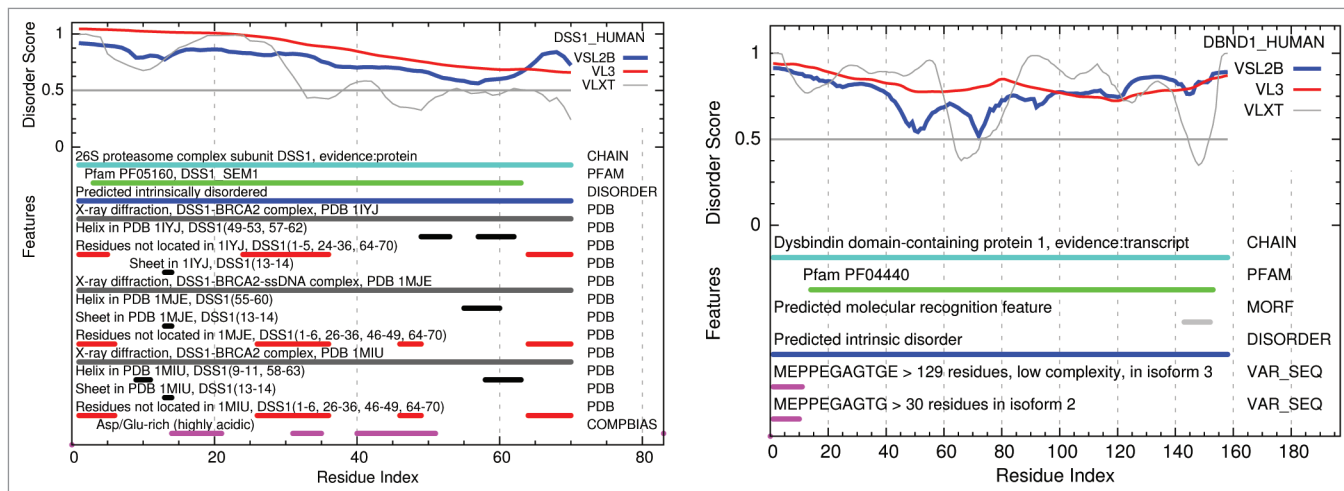 DSS1_HUMAN
VSL2B
VL3
VLXT
Disorder Score
1
0.5
0
26S proteasome complex subunit DSS1, evidence:protein CHAIN
Pfam PF05160, DSS1_SEM1 PFAM
Predicted intrinsically disordered DISORDER
X-ray diffraction, DSS1-BRCA2 complex, PDB 1IYJ PDB
Helix in PDB 1IYJ, DSS1(49-53, 57-62) PDB
Residues not located in 1IYJ, DSS1(1-5, 24-36, 64-70) PDB
Sheet in 1IYJ, DSS1(13-14) PDB
X-ray diffraction, DSS1-BRCA2-ssDNA complex, PDB 1MJE PDB
Helix in PDB 1MJE, DSS1(55-60) PDB
Sheet in PDB 1MJE, DSS1(13-14) PDB
Residues not located in 1MJE, DSS1(1-6, 26-36, 46-49, 64-70) PDB
X-ray diffraction, DSS1-BRCA2 complex, PDB 1MIU PDB
Helix in PDB 1MIU, DSS1(9-11, 58-63) PDB
Sheet in PDB 1MIU, DSS1(13-14) PDB
Residues not located in 1MIU, DSS1(1-6, 26-36, 46-49, 64-70) PDB
Asp/Glu-rich (highly acidic) COMPBIAS
Features
0 20 40 60 80
Residue Index
DBND1_HUMAN
VSL2B
VL3
VLXT
Disorder Score
1
0.5
0
Dysbindin domain-containing protein 1, evidence:transcript CHAIN
Pfam PF04440 PFAM
Predicted molecular recognition feature MORF
Predicted intrinsic disorder DISORDER
MEPPEGAGTGE > 129 residues, low complexity, in isoform 3 VAR_SEQ
MEPPEGAGTG > 30 residues in isoform 2 VAR_SEQ
Features
0 20 40 60 80 100 120 140 160 180
Residue Index